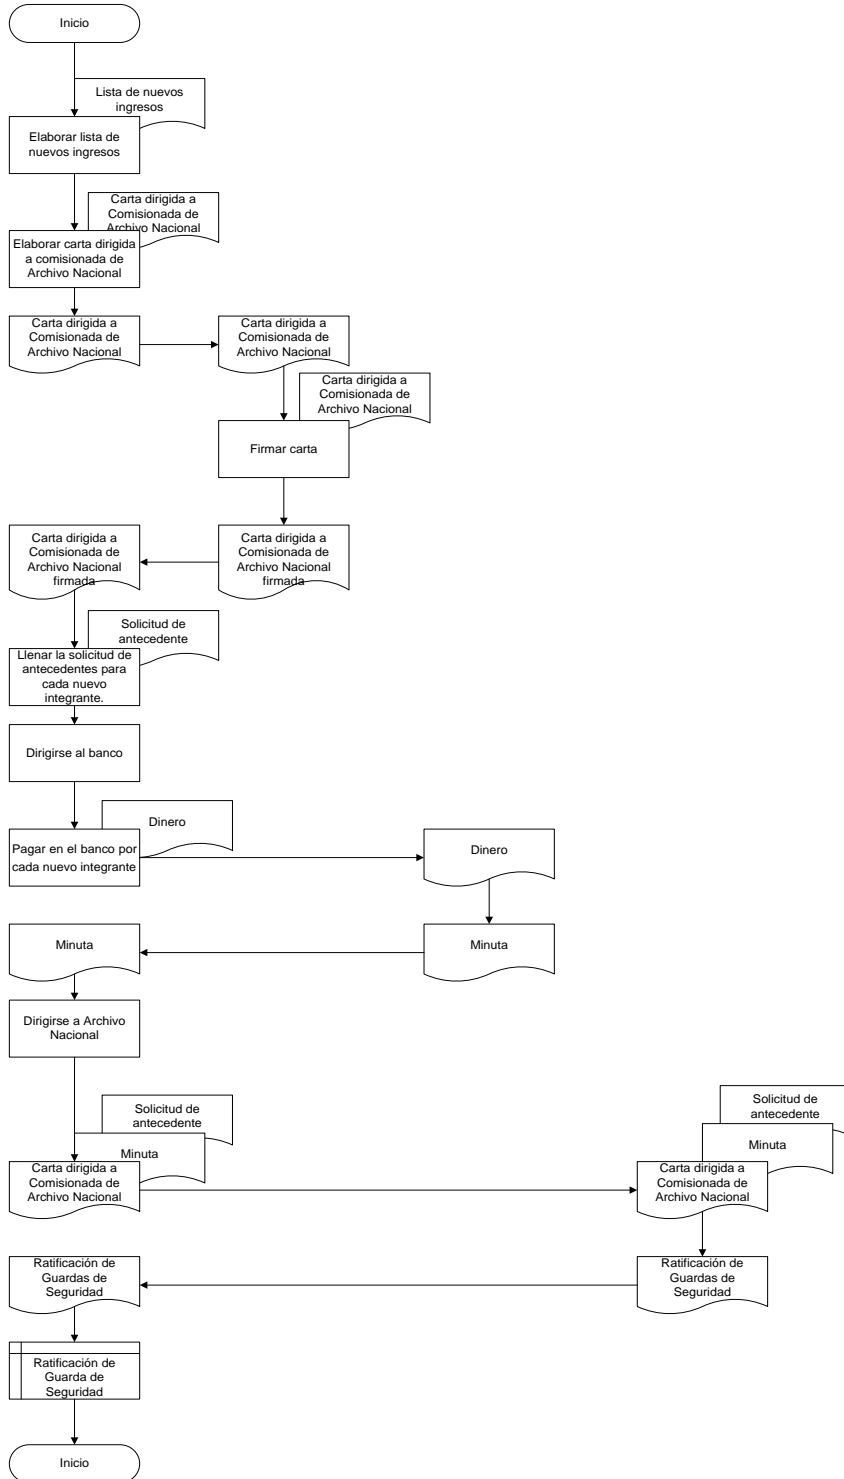 Inicio
Lista de nuevos
ingresos
Elaborar lista de
nuevos ingresos
Carta dirigida a
Comisionada de
Archivo Nacional
Elaborar carta dirigida
a comisionada de
Archivo Nacional
Carta dirigida a
Comisionada de
Archivo Nacional
Carta dirigida a
Comisionada de
Archivo Nacional
Carta dirigida a
Comisionada de
Archivo Nacional
Firmar carta
Carta dirigida a
Comisionada de
Archivo Nacional
firmada
Carta dirigida a
Comisionada de
Archivo Nacional
firmada
Solicitud de
antecedente
Llenar la solicitud de
antecedentes para
cada nuevo
integrante.
Dirigirse al banco
Dinero
Pagar en el banco por
cada nuevo integrante
Dinero
Minuta
Minuta
Dirigirse a Archivo
Nacional
Solicitud de
antecedente
Minuta
Carta dirigida a
Comisionada de
Archivo Nacional
Solicitud de
antecedente
Minuta
Carta dirigida a
Comisionada de
Archivo Nacional
Ratificación de
Guardas de
Seguridad
Ratificación de
Guardas de
Seguridad
Ratificación de
Guarda de
Seguridad
Inicio